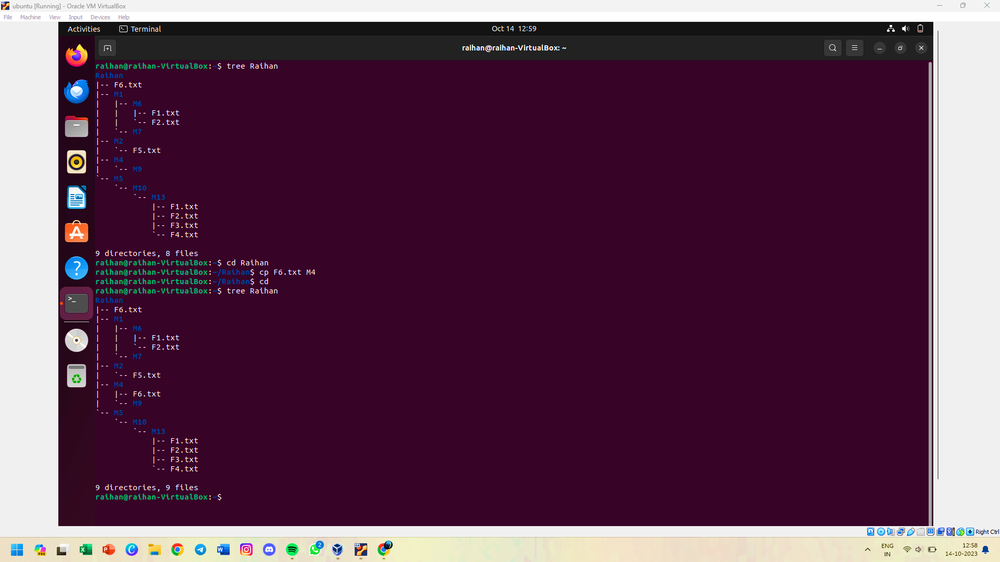 ubuntu [Running] - Oracle VM VirtualBox
File Machine View Input Devices Help
Activities Terminal Oct 14 12:59
raihan@raihan-VirtualBox: ~
raihan@raihan-VirtualBox:~$ tree Raihan
Raihan
|-- F6.txt
|-- M1
|   |-- M6
|   |   |-- F1.txt
|   |   `-- F2.txt
|   `-- M7
|-- M2
|   `-- F5.txt
|-- M4
|   `-- M9
`-- M5
    `-- M10
        `-- M13
            |-- F1.txt
            |-- F2.txt
            |-- F3.txt
            `-- F4.txt
9 directories, 8 files
raihan@raihan-VirtualBox:~$ cd Raihan
raihan@raihan-VirtualBox:~/Raihan$ cp F6.txt M4
raihan@raihan-VirtualBox:~/Raihan$ cd
raihan@raihan-VirtualBox:~$ tree Raihan
Raihan
|-- F6.txt
|-- M1
|   |-- M6
|   |   |-- F1.txt
|   |   `-- F2.txt
|   `-- M7
|-- M2
|   `-- F5.txt
|-- M4
|   |-- F6.txt
|   `-- M9
`-- M5
    `-- M10
        `-- M13
            |-- F1.txt
            |-- F2.txt
            |-- F3.txt
            `-- F4.txt
9 directories, 9 files
raihan@raihan-VirtualBox:~$
Right Ctrl
PRE
2
ENG
IN
12:58
14-10-2023